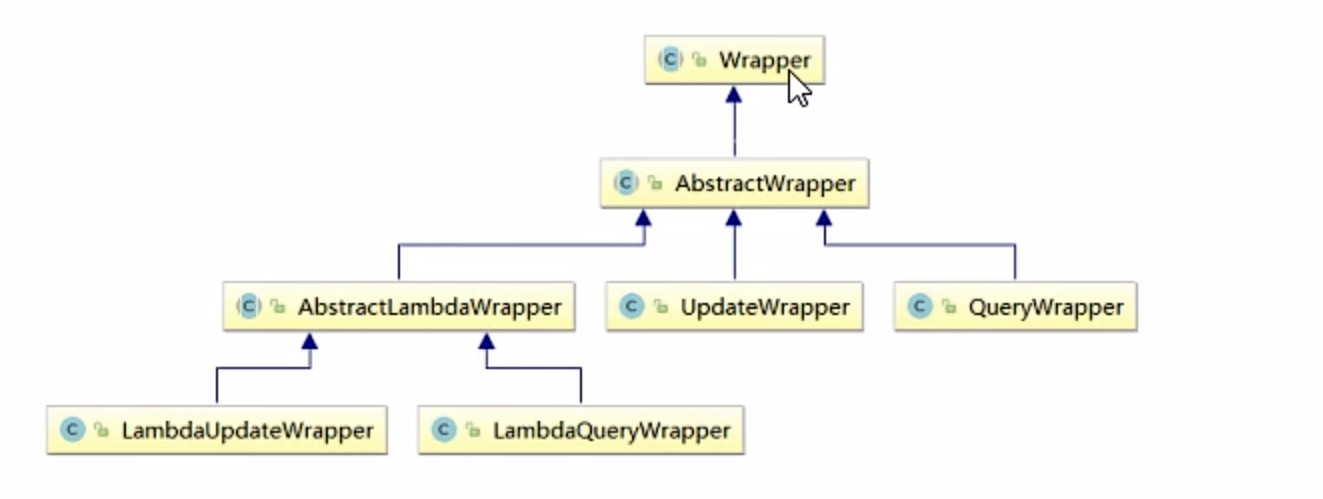 C Wrapper
C AbstractWrapper
C AbstractLambdaWrapper
C UpdateWrapper
C QueryWrapper
C LambdaUpdateWrapper
C LambdaQueryWrapper